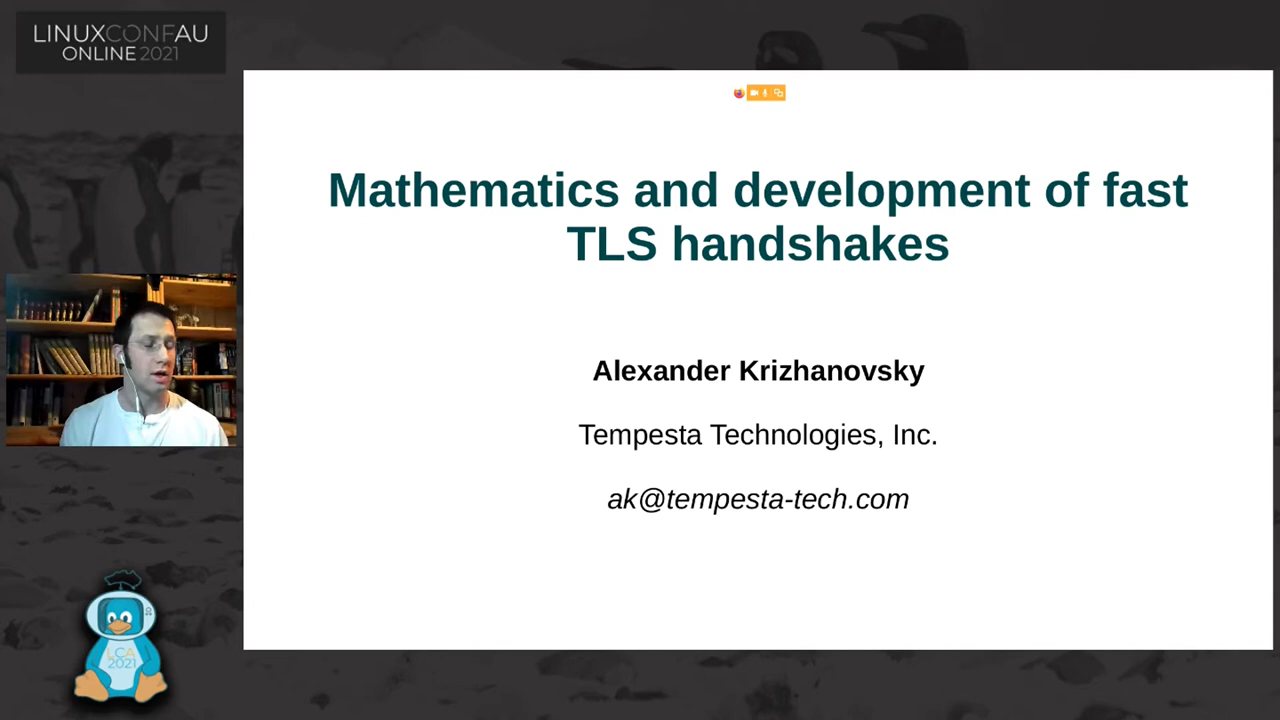 LINUXCONFAU
ONLINE 2021
Mathematics and development of fast
TLS handshakes
Alexander Krizhanovsky
Tempesta Technologies, Inc.
ak@tempesta-tech.com
LCA
2021